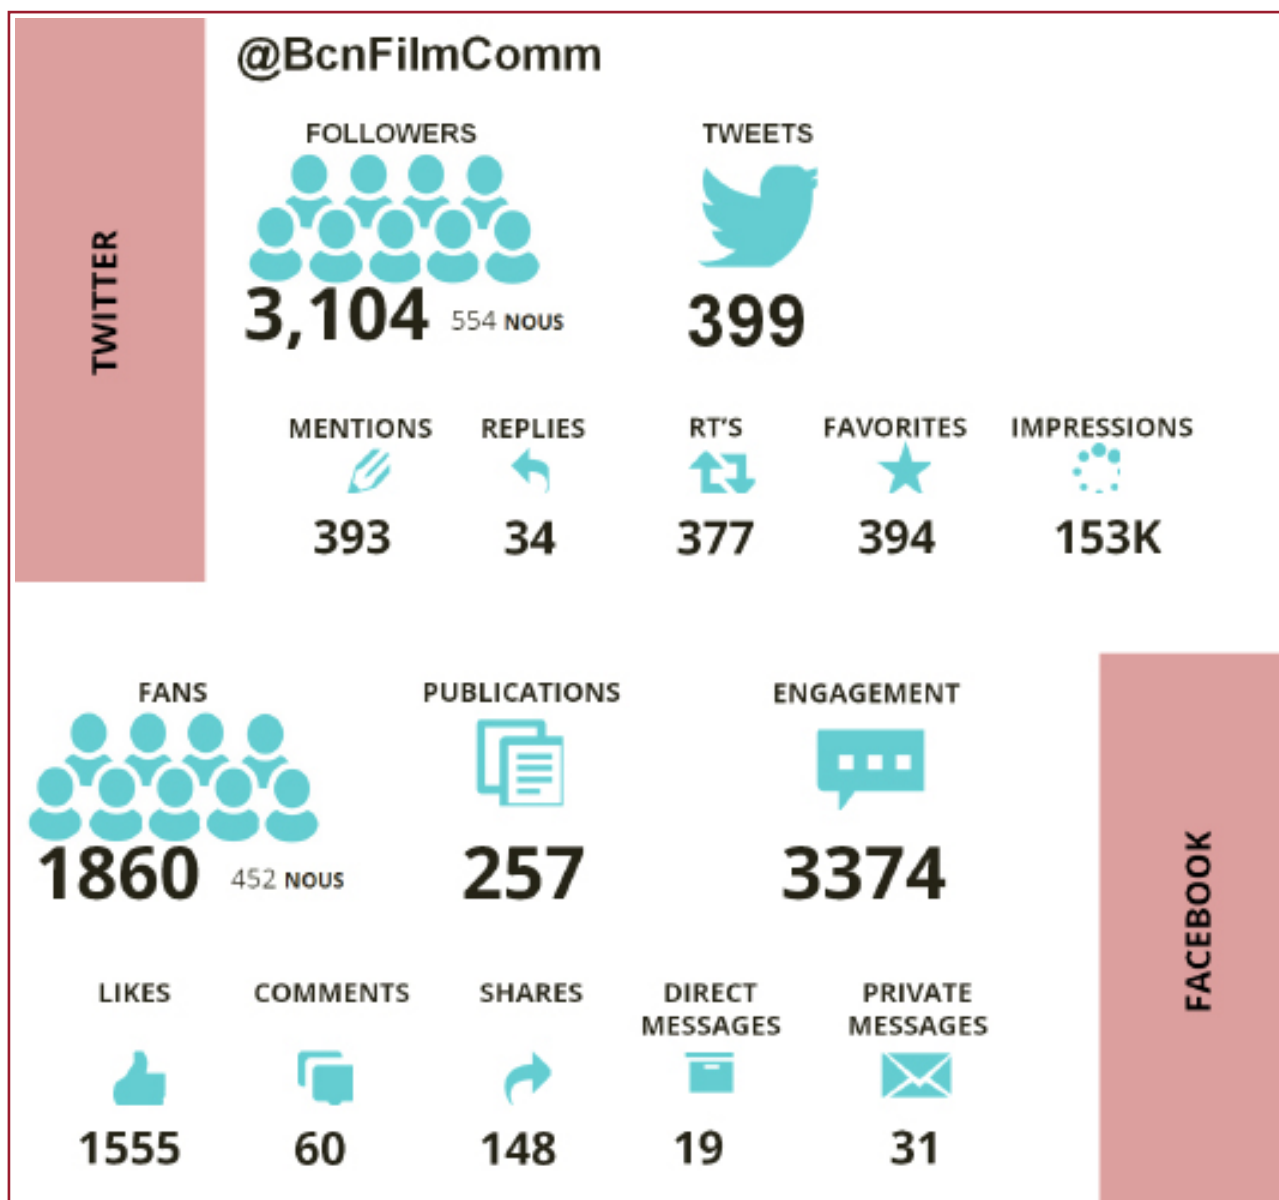 @BcnFilmComm
TWITTER
FOLLOWERS TWEETS
3,104 554 NOUS 399
MENTIONS REPLIES RT'S FAVORITES IMPRESSIONS
393 34 377 394 153K
FACEBOOK
FANS PUBLICATIONS ENGAGEMENT
1860 452 NOUS 257 3374
LIKES COMMENTS SHARES DIRECT PRIVATE
MESSAGES MESSAGES
1555 60 148 19 31